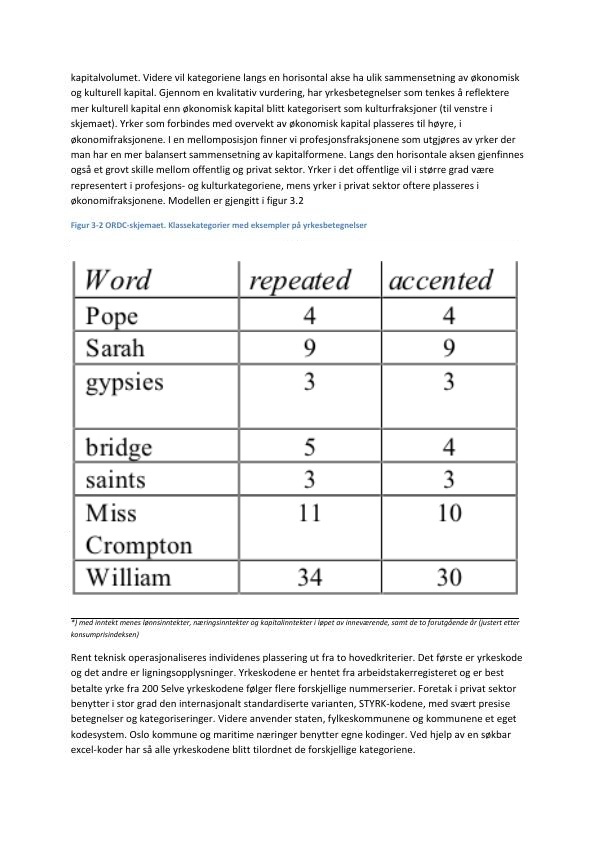 kapitalvolumet. Videre vil kategoriene langs en horisontal akse ha ulik sammensetning av økonomisk
og kulturell kapital. Gjennom en kvalitativ vurdering, har yrkesbetegnelser som tenkes å reflektere
mer kulturell kapital enn økonomisk kapital blitt kategorisert som kulturfraksjoner (til venstre i
skjemaet). Yrker som forbindes med overvekt av økonomisk kapital plasseres til høyre, i
økonomifraksjonene. I en mellomposisjon finner vi profesjonsfraksjonene som utgjøres av yrker der
man har en mer balansert sammensetning av kapitalformene. Langs den horisontale aksen gjenfinnes
også et grovt skille mellom offentlig og privat sektor. Yrker i det offentlige vil i større grad være
representert i profesjons- og kulturkategoriene, mens yrker i privat sektor oftere plasseres i
økonomifraksjonene. Modellen er gjengitt i figur 3.2
Figur 3-2 ORDC-skjemaet. Klassekategorier med eksempler på yrkesbetegnelser
Word repeated accented
Pope 4 4
Sarah 9 9
gypsies 3 3
bridge 5 4
saints 3 3
Miss 11 10
Crompton
William 34 30
*) med inntekt menes lønnsinntekter, næringsinntekter og kapitalinntekter i løpet av inneværende, samt de to forutgående år (justert etter
konsumprisindeksen)
Rent teknisk operasjonaliseres individenes plassering ut fra to hovedkriterier. Det første er yrkeskode
og det andre er ligningsopplysninger. Yrkeskodene er hentet fra arbeidstakerregisteret og er best
betalte yrke fra 200 Selve yrkeskodene følger flere forskjellige nummerserier. Foretak i privat sektor
benytter i stor grad den internasjonalt standardiserte varianten, STYRK-kodene, med svært presise
betegnelser og kategoriseringer. Videre anvender staten, fylkeskommunene og kommunene et eget
kodesystem. Oslo kommune og maritime næringer benytter egne kodinger. Ved hjelp av en søkbar
excel-koder har så alle yrkeskodene blitt tilordnet de forskjellige kategoriene.